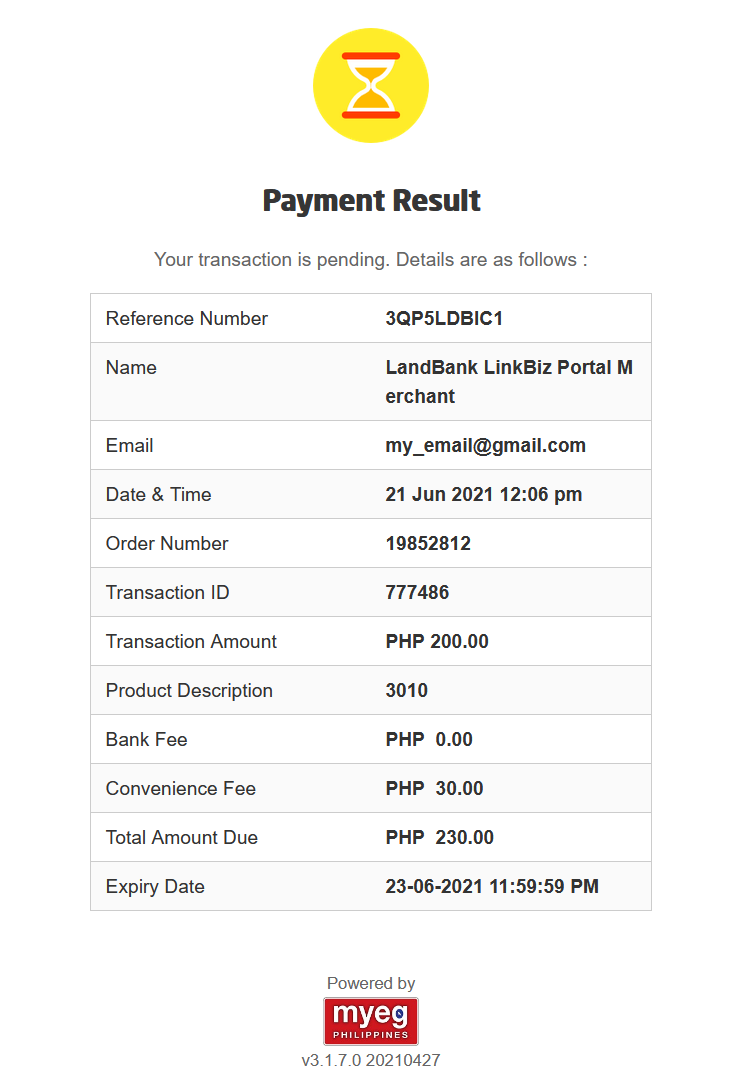 Payment Result
Your transaction is pending. Details are as follows :
Reference Number 3QP5LDBIC1
Name LandBank LinkBiz Portal M
erchant
Email my_email@gmail.com
Date & Time 21 Jun 2021 12:06 pm
Order Number 19852812
Transaction ID 777486
Transaction Amount PHP 200.00
Product Description 3010
Bank Fee PHP  0.00
Convenience Fee PHP  30.00
Total Amount Due PHP  230.00
Expiry Date 23-06-2021 11:59:59 PM
Powered by
myeg
PHILIPPINES
v3.1.7.0 20210427